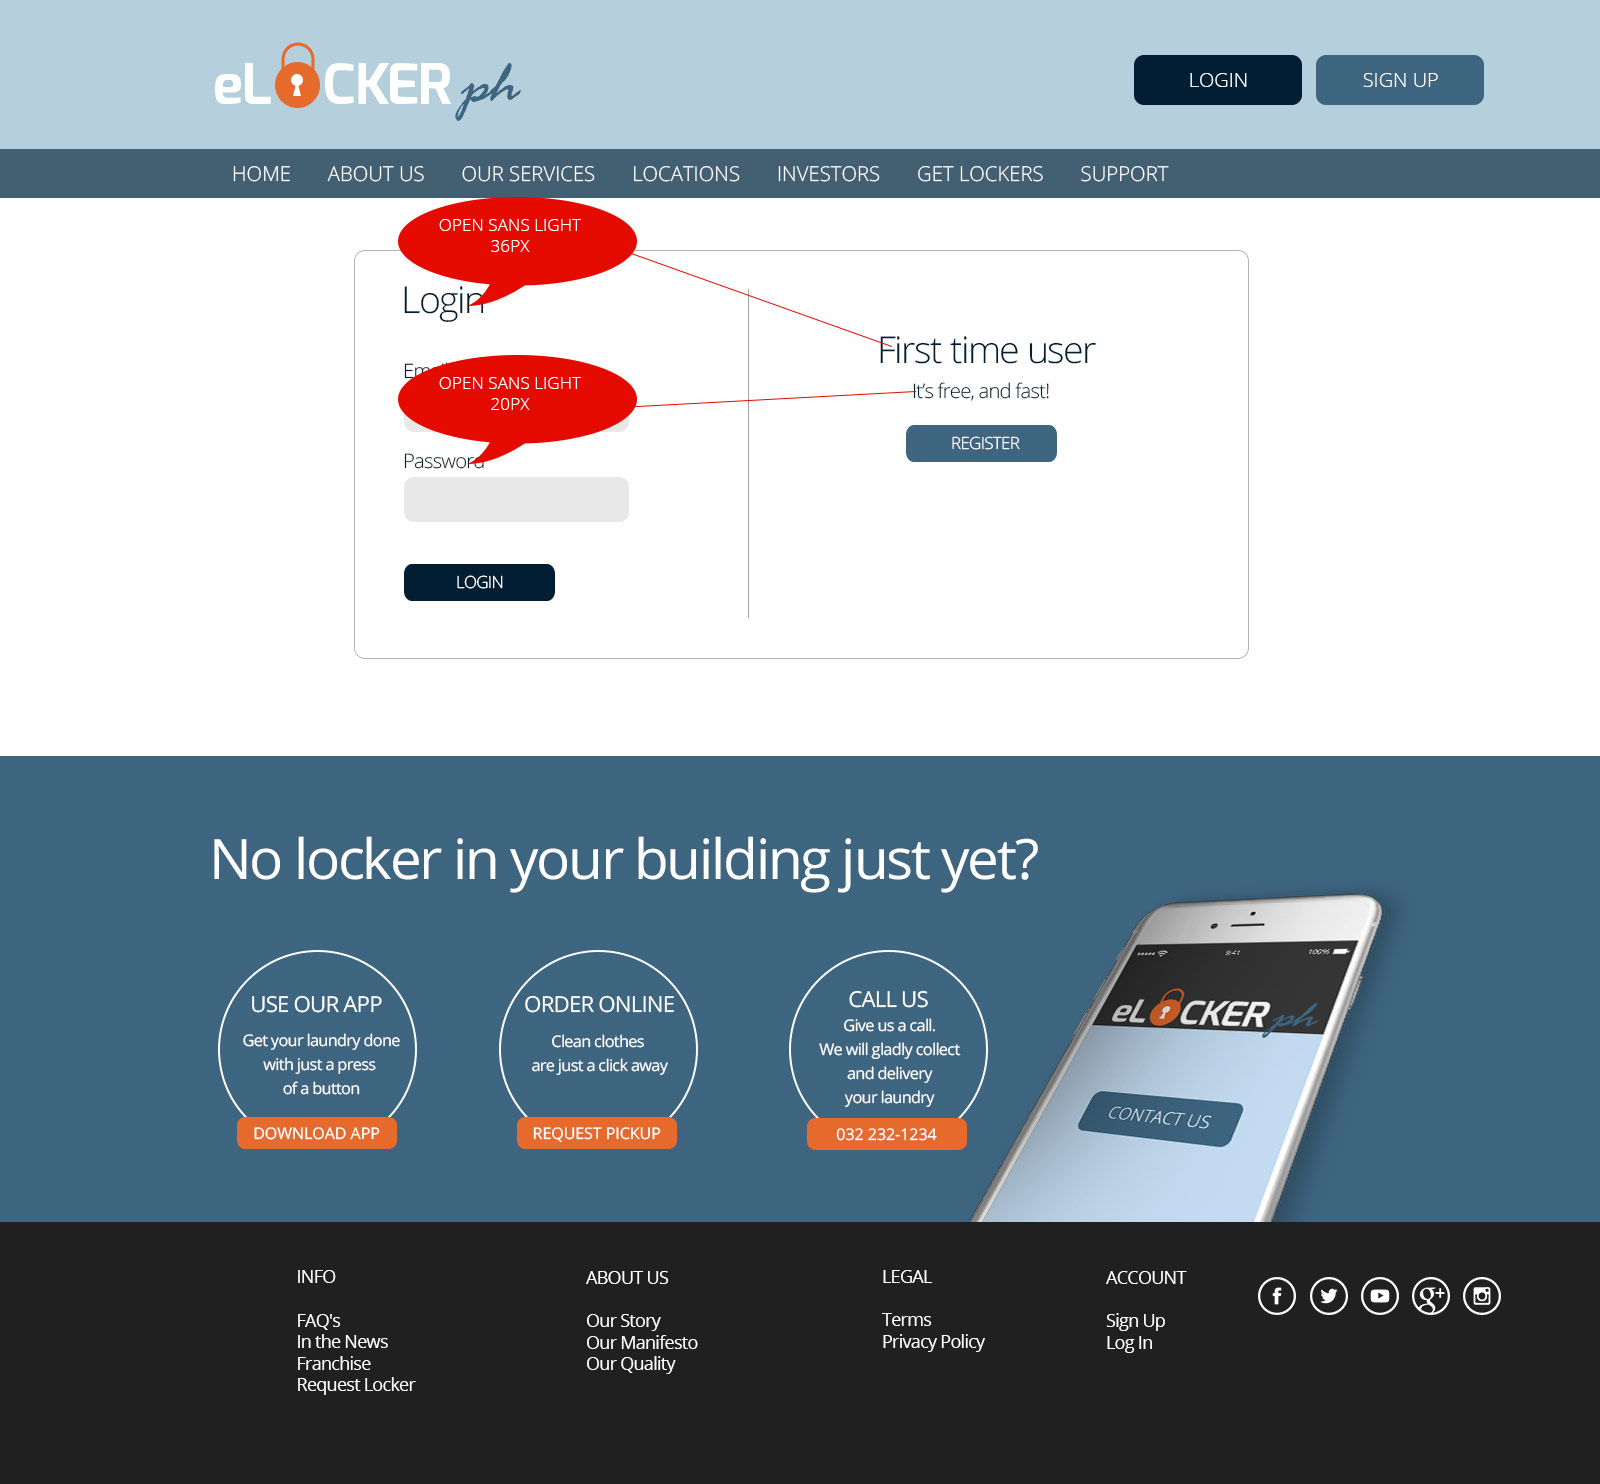 eLOCKER ph
LOGIN
SIGN UP
HOME ABOUT US OUR SERVICES LOCATIONS INVESTORS GET LOCKERS SUPPORT
OPEN SANS LIGHT
36PX
Login
Email
OPEN SANS LIGHT
20PX
Password
LOGIN
First time user
It's free, and fast!
REGISTER
No locker in your building just yet?
USE OUR APP
Get your laundry done
with just a press
of a button
DOWNLOAD APP
ORDER ONLINE
Clean clothes
are just a click away
REQUEST PICKUP
CALL US
Give us a call.
We will gladly collect
and delivery
your laundry
032 232-1234
9:41 100%
eLOCKER ph
CONTACT US
INFO
FAQ's
In the News
Franchise
Request Locker
ABOUT US
Our Story
Our Manifesto
Our Quality
LEGAL
Terms
Privacy Policy
ACCOUNT
Sign Up
Log In